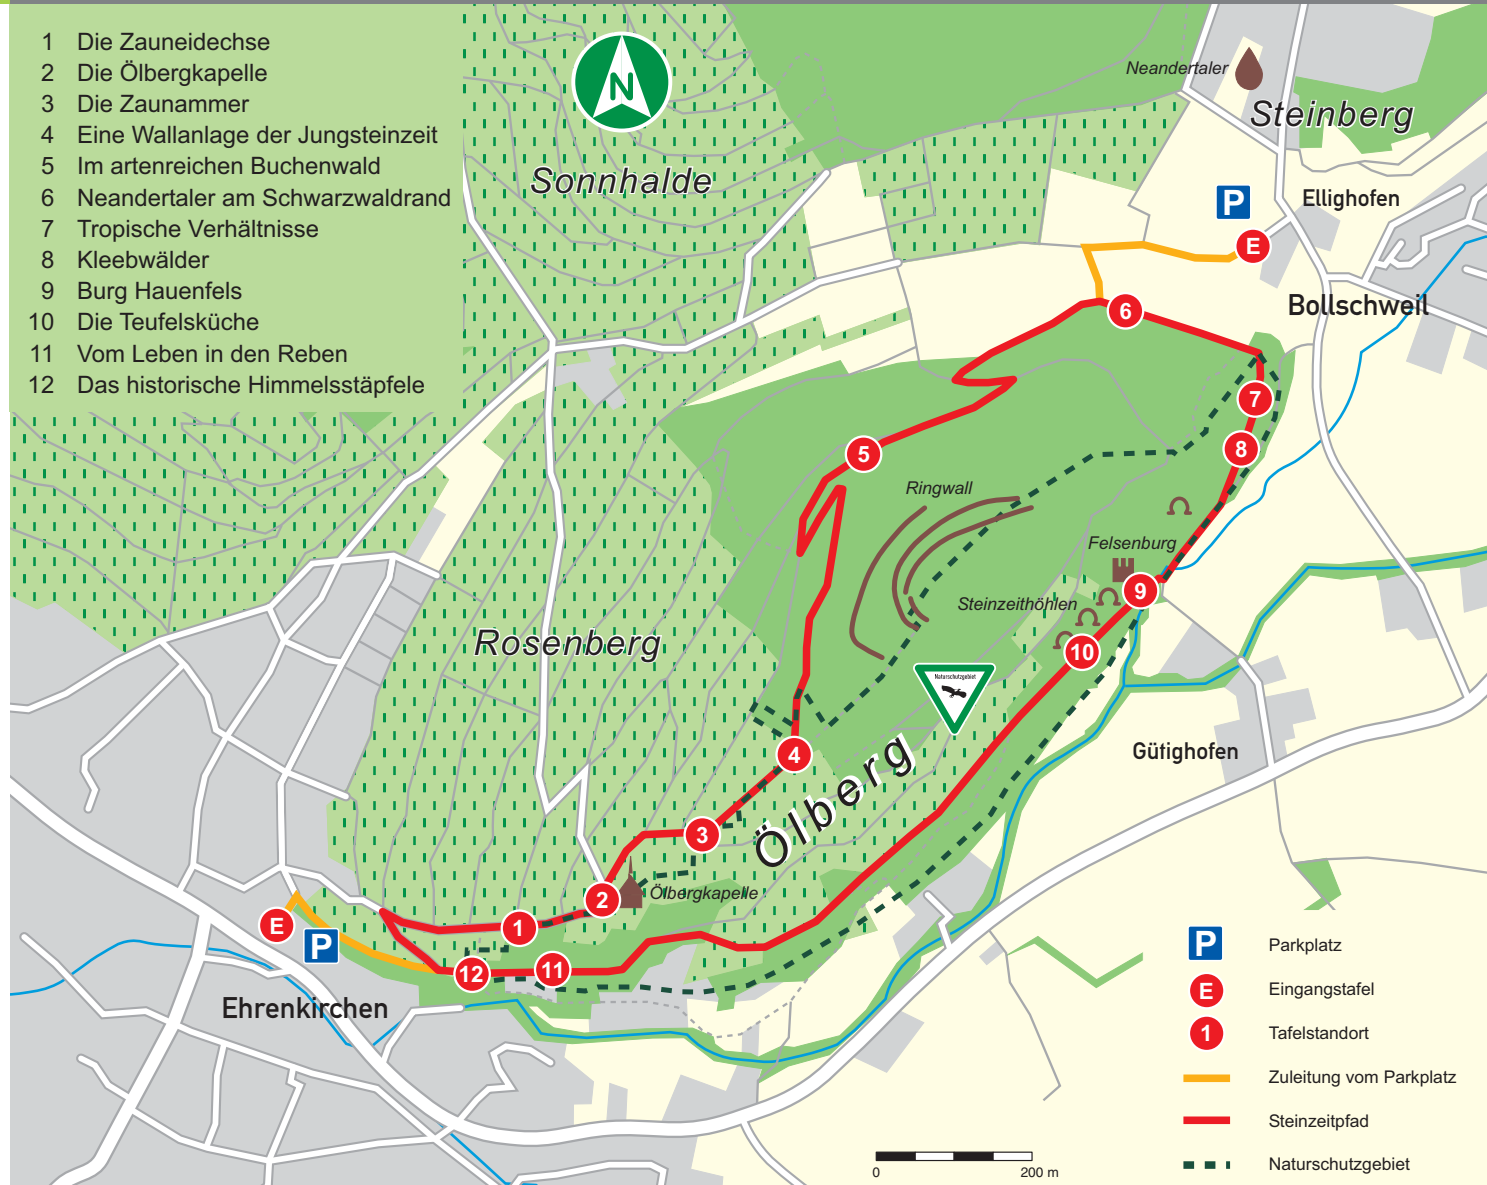 1 Die Zauneidechse
2 Die Ölbergkapelle
3 Die Zaunammer
4 Eine Wallanlage der Jungsteinzeit
5 Im artenreichen Buchenwald
6 Neandertaler am Schwarzwaldrand
7 Tropische Verhältnisse
8 Kleebwälder
9 Burg Hauenfels
10 Die Teufelsküche
11 Vom Leben in den Reben
12 Das historische Himmelsstäpfele
N
Neandertaler
Steinberg
Sonnhalde
P
Ellighofen
E
Bollschweil
6
7
8
5
Ringwall
Felsenburg
9
Steinzeithöhlen
10
Rosenberg
Naturschutzgebiet
4
Ölberg
Gütighofen
3
2
Ölbergkapelle
1
E
P
12
11
Ehrenkirchen
P Parkplatz
E Eingangstafel
1 Tafelstandort
Zuleitung vom Parkplatz
Steinzeitpfad
Naturschutzgebiet
0 200 m